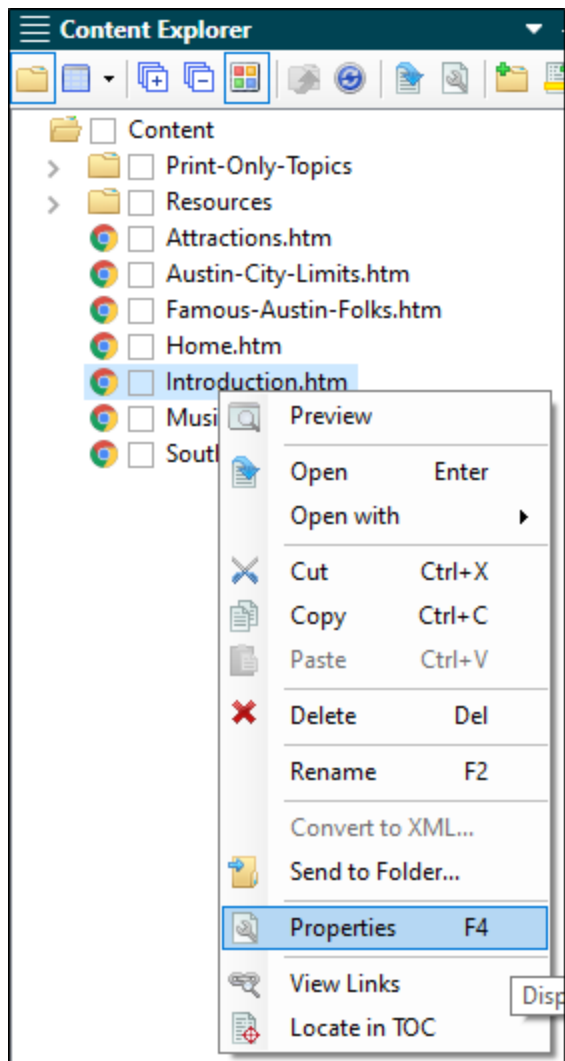 Content Explorer
Content
Print-Only-Topics
Resources
Attractions.htm
Austin-City-Limits.htm
Famous-Austin-Folks.htm
Home.htm
Introduction.htm
Preview
Open Enter
Open with
Cut Ctrl+X
Copy Ctrl+C
Paste Ctrl+V
Delete Del
Rename F2
Convert to XML...
Send to Folder...
Properties F4
View Links
Locate in TOC